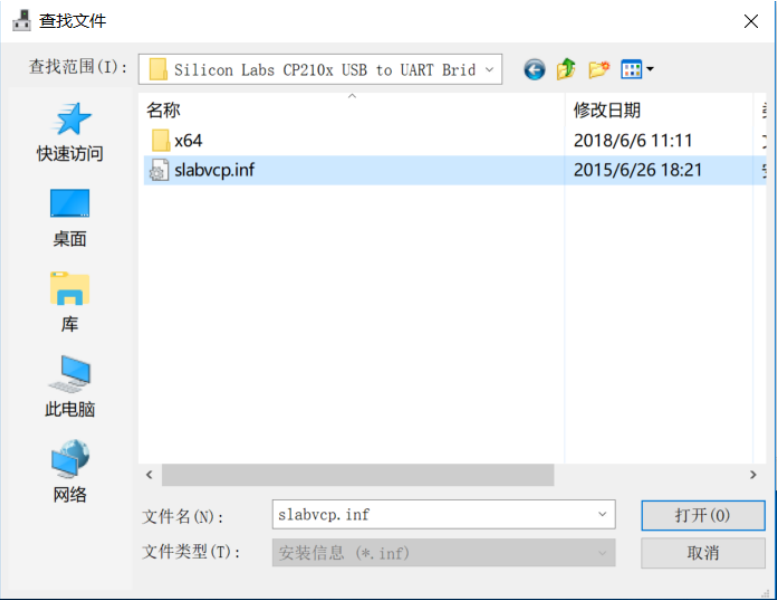 查找文件
查找范围(I):
Silicon Labs CP210x USB to UART Brid
名称
修改日期
x64
2018/6/6 11:11
slabvcp.inf
2015/6/26 18:21
快速访问
桌面
库
此电脑
网络
文件名(N):
slabvcp.inf
打开(O)
文件类型(T):
安装信息 (*.inf)
取消